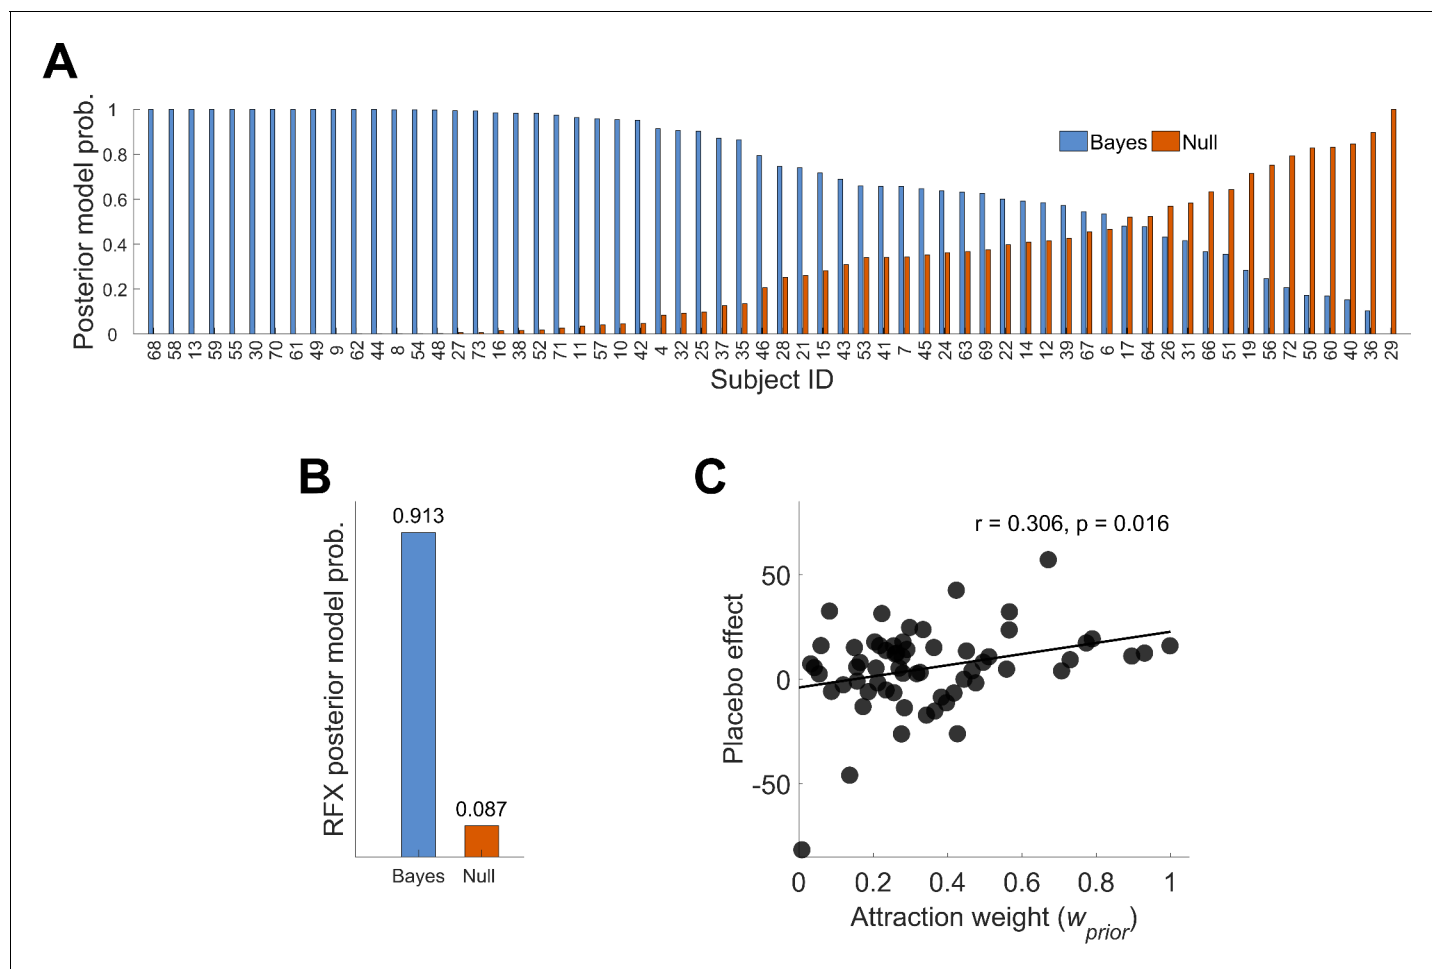 A
Posterior model prob.
1
0.8
0.6
0.4
0.2
0
Bayes Null
68 58 13 59 55 30 70 61 49 9 62 44 8 54 48 27 73 16 38 52 71 11 57 10 42 4 32 25 37 35 46 28 21 15 43 53 41 7 45 24 63 69 22 14 12 39 67 6 17 64 26 31 66 51 19 56 72 50 60 40 36 29
Subject ID
B
RFX posterior model prob.
0.913
0.087
Bayes Null
C
r = 0.306, p = 0.016
Placebo effect
50
0
-50
0 0.2 0.4 0.6 0.8 1
Attraction weight (w_prior)